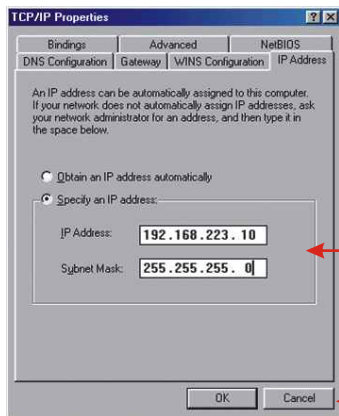 TCP/IP Properties
Bindings Advanced NetBIOS
DNS Configuration Gateway WINS Configuration IP Address
An IP address can be automatically assigned to this computer.
If your network does not automatically assign IP addresses, ask
your network administrator for an address, and then type it in
the space below.
Obtain an IP address automatically
Specify an IP address:
IP Address: 192.168.223. 10
Subnet Mask: 255.255.255. 0
OK Cancel